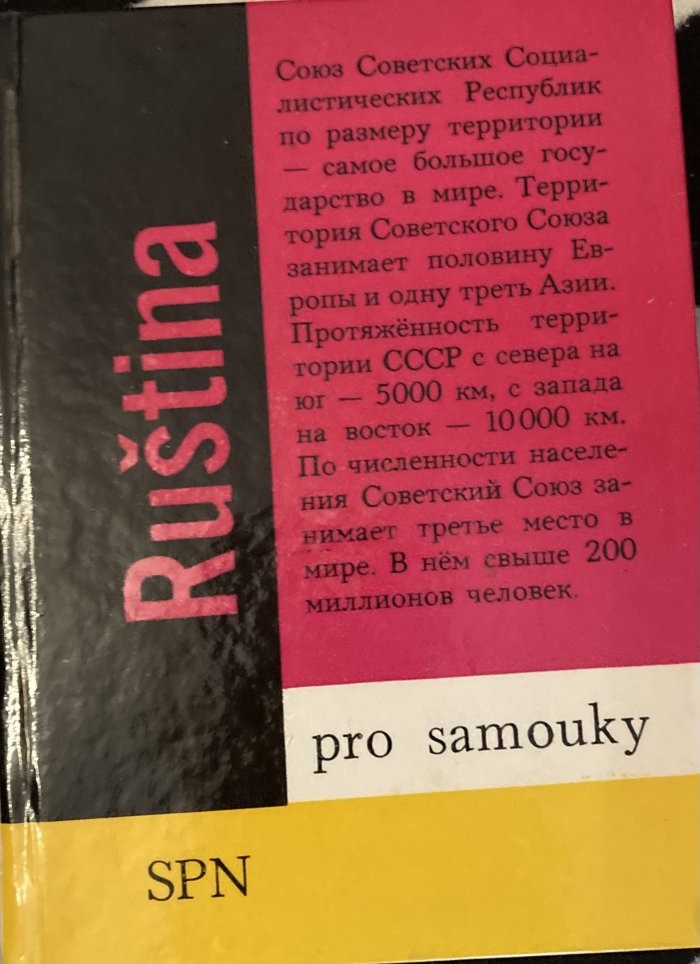 Ruština
Союз Советских Социа-
листических Республик
по размеру территории
— самое большое госу-
дарство в мире. Терри-
тория Советского Союза
занимает половину Ев-
ропы и одну треть Азии.
Протяжённость терри-
тории СССР с севера на
юг — 5000 км, с запада
на восток — 10 000 км.
По численности населе-
ния Советский Союз за-
нимает третье место в
мире. В нём свыше 200
миллионов человек.
pro samouky
SPN